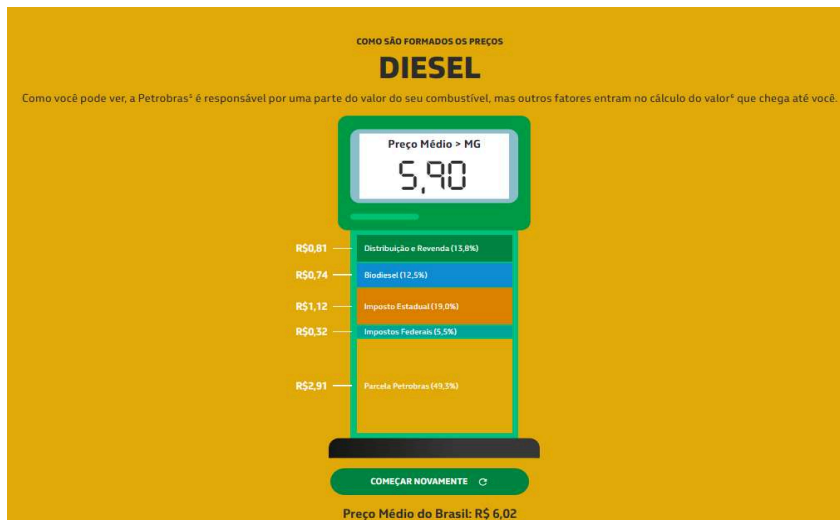 COMO SÃO FORMADOS OS PREÇOS
DIESEL
Como você pode ver, a Petrobras⁵ é responsável por uma parte do valor do seu combustível, mas outros fatores entram no cálculo do valor⁶ que chega até você.
Preço Médio > MG
5,90
R$0,81 Distribuição e Revenda (13,8%)
R$0,74 Biodiesel (12,5%)
R$1,12 Imposto Estadual (19,0%)
R$0,32 Impostos Federais (5,5%)
R$2,91 Parcela Petrobras (49,3%)
COMEÇAR NOVAMENTE
Preço Médio do Brasil: R$ 6,02